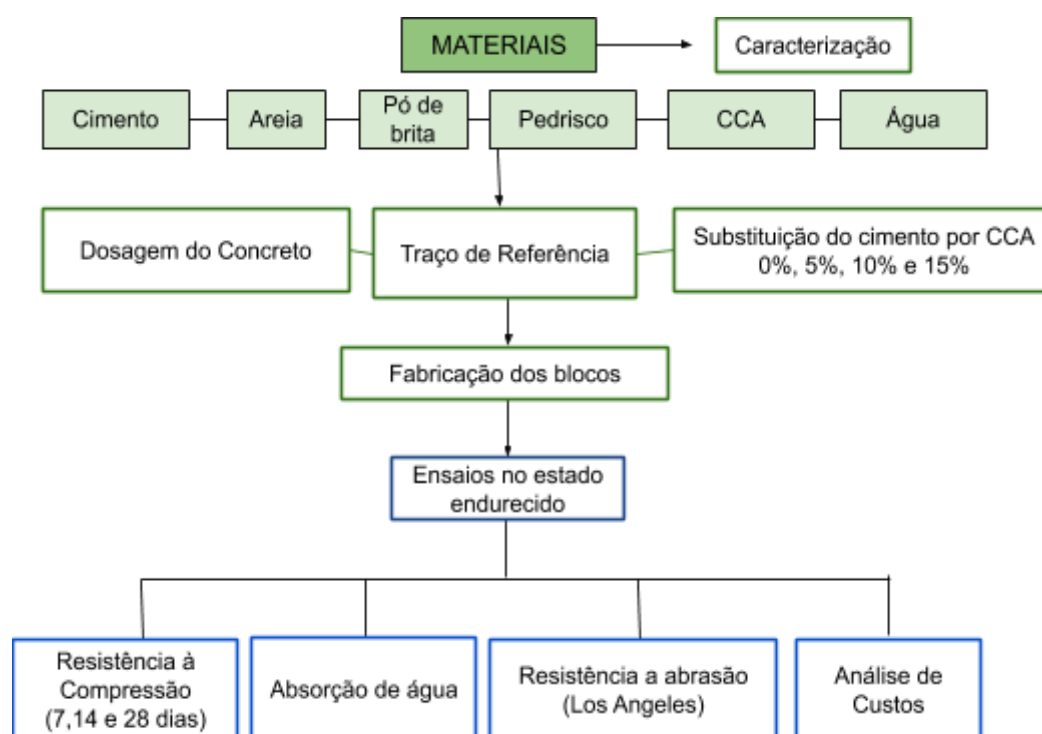 MATERIAIS
Caracterização
Cimento
Areia
Pó de
brita
Pedrisco
CCA
Água
Dosagem do Concreto
Traço de Referência
Substituição do cimento por CCA
0%, 5%, 10% e 15%
Fabricação dos blocos
Ensaios no estado
endurecido
Resistência à
Compressão
(7,14 e 28 dias)
Absorção de água
Resistência a abrasão
(Los Angeles)
Análise de
Custos